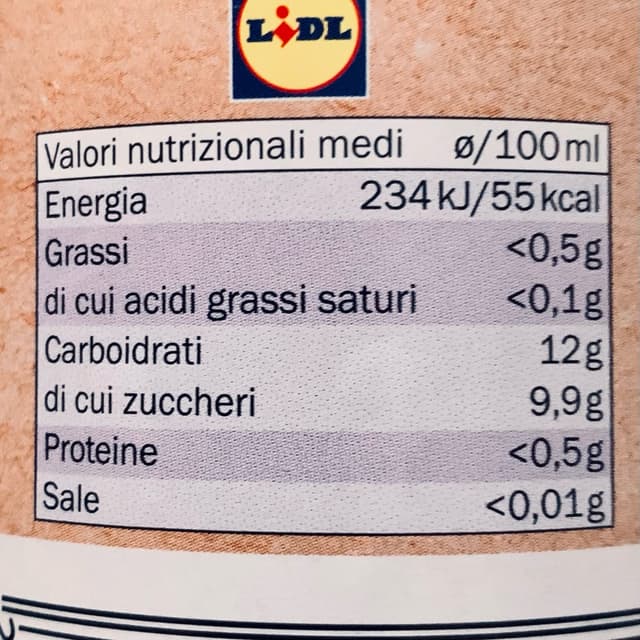 LIDL
Valori nutrizionali medi ø/100 ml
Energia 234 kJ/55 kcal
Grassi <0,5 g
di cui acidi grassi saturi <0,1 g
Carboidrati 12 g
di cui zuccheri 9,9 g
Proteine <0,5 g
Sale <0,01 g